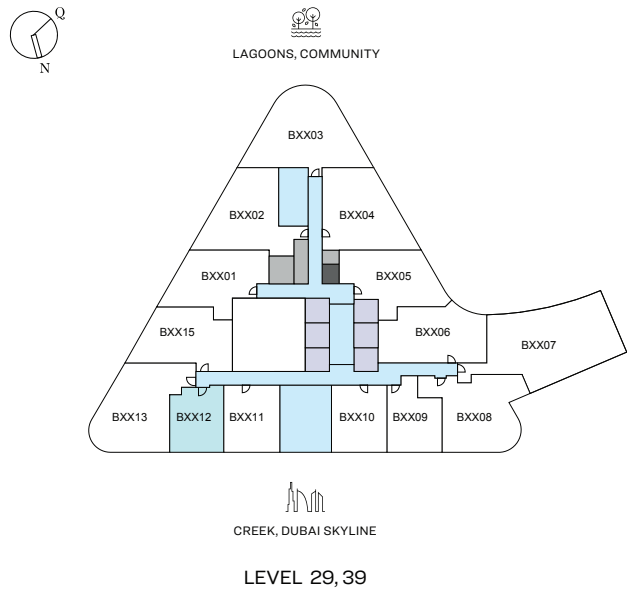 Q
N
LAGOONS, COMMUNITY
BXX03
BXX02
BXX04
BXX01
BXX05
BXX15
BXX06
BXX07
BXX13
BXX12
BXX11
BXX10
BXX09
BXX08
CREEK, DUBAI SKYLINE
LEVEL 29, 39